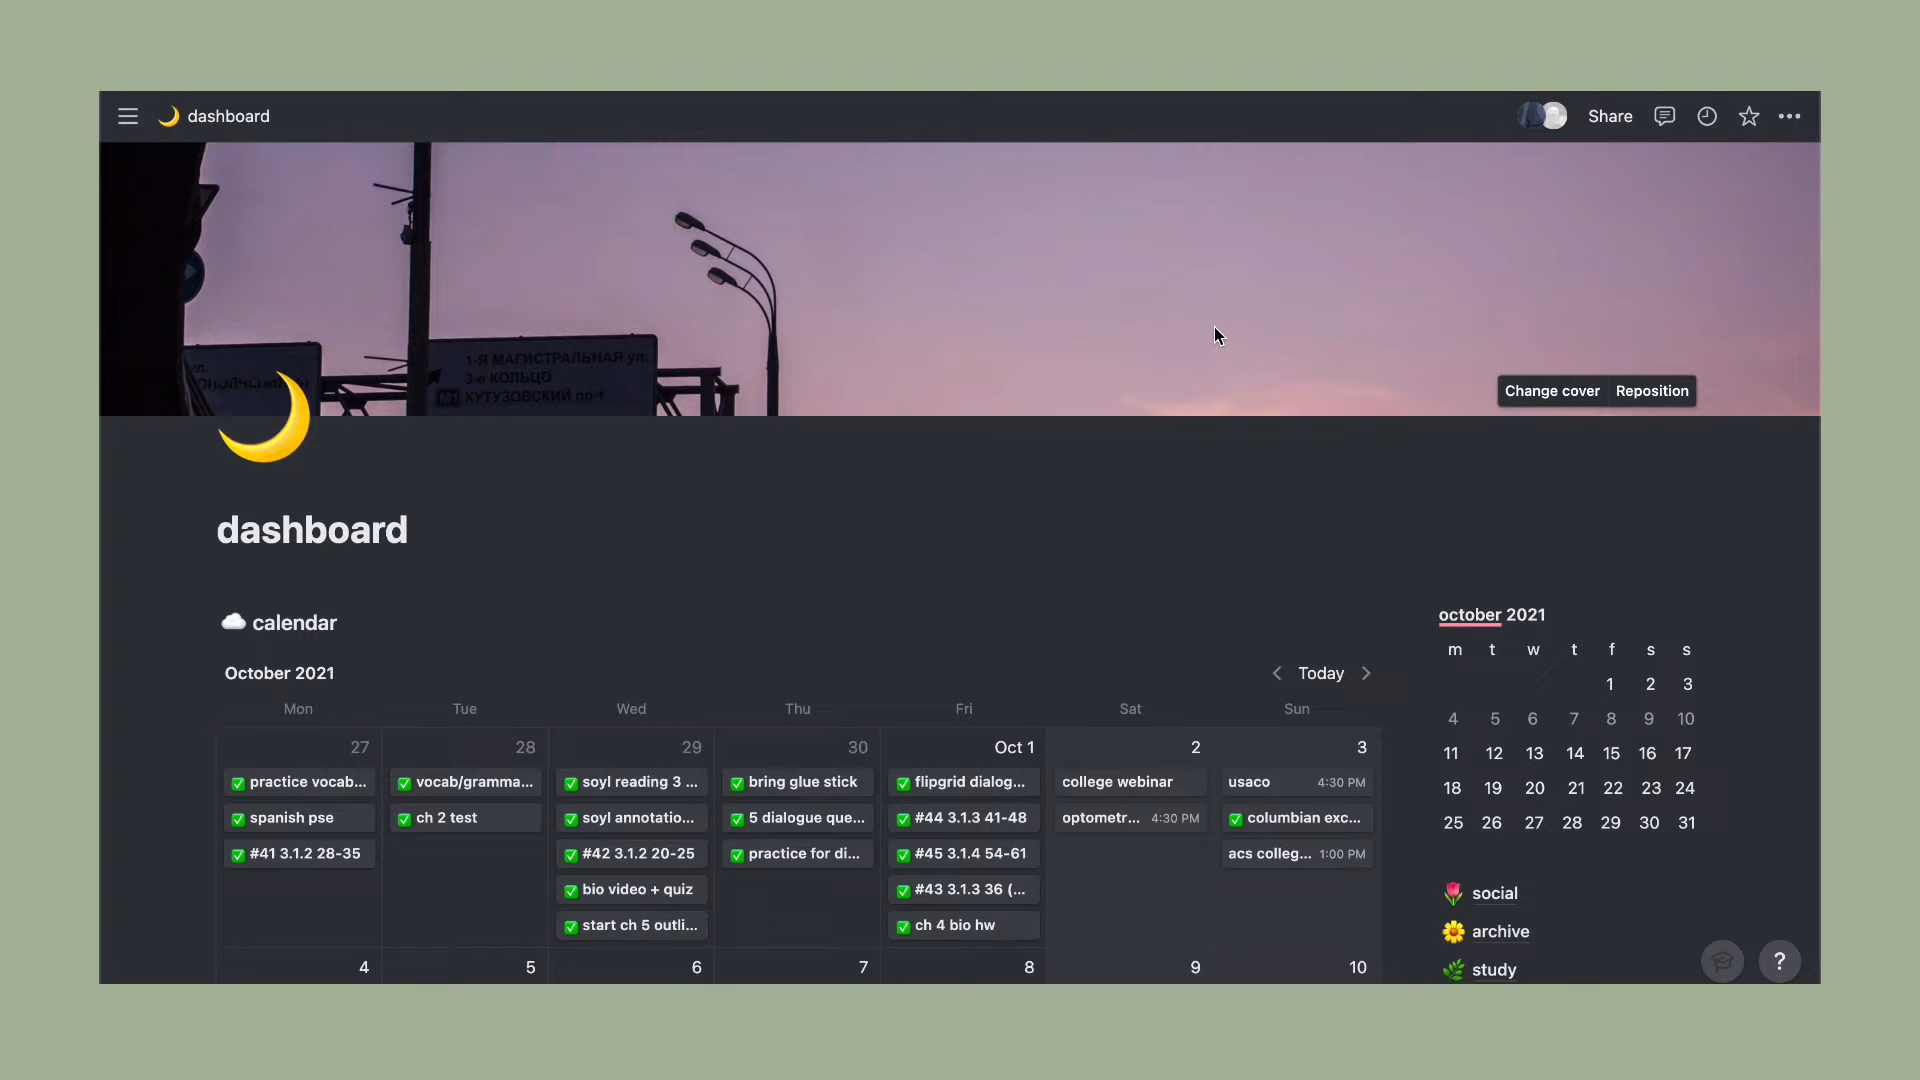 dashboard
Share
1-Я МАГИСТРАЛЬНАЯ ул.
3-е КОЛЬЦО
М1 КУТУЗОВСКИЙ пр-т
Change cover Reposition
dashboard
calendar
October 2021
Today
Mon Tue Wed Thu Fri Sat Sun
27 28 29 30 Oct 1 2 3
practice vocab... vocab/gramma... soyl reading 3 ... bring glue stick flipgrid dialog... college webinar usaco 4:30 PM
spanish pse ch 2 test soyl annotatio... 5 dialogue que... #44 3.1.3 41-48 optometr... 4:30 PM columbian exc...
#41 3.1.2 28-35 #42 3.1.2 20-25 practice for di... #45 3.1.4 54-61 acs colleg... 1:00 PM
bio video + quiz #43 3.1.3 36 (...
start ch 5 outli... ch 4 bio hw
4 5 6 7 8 9 10
october 2021
m t w t f s s
1 2 3
4 5 6 7 8 9 10
11 12 13 14 15 16 17
18 19 20 21 22 23 24
25 26 27 28 29 30 31
social
archive
study
?